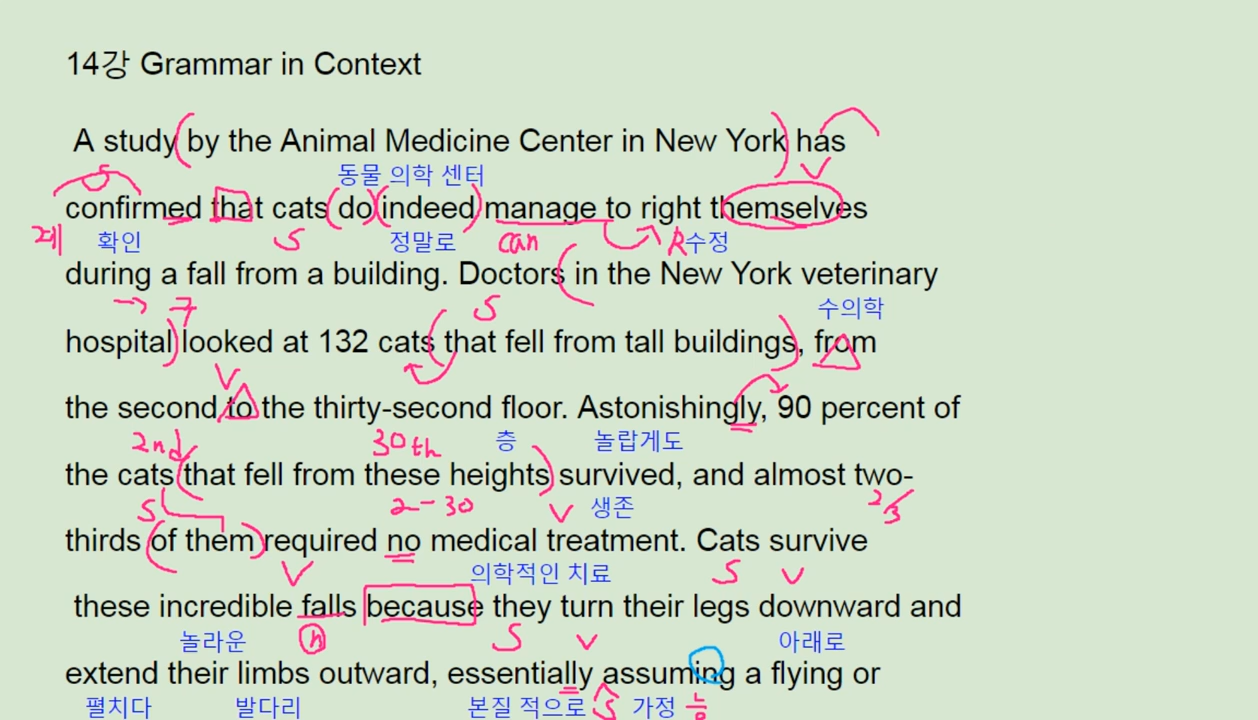 14강 Grammar in Context
A study by the Animal Medicine Center in New York has
동물 의학 센터 V
confirmed that cats do indeed manage to right themselves
확인 S 정말로 can R수정
during a fall from a building. Doctors in the New York veterinary
S 수의학
hospital looked at 132 cats that fell from tall buildings, from
V
the second to the thirty-second floor. Astonishingly, 90 percent of
2nd 30th 층 놀랍게도
the cats that fell from these heights survived, and almost two-
S 2-30 V 생존 2/3
thirds of them required no medical treatment. Cats survive
V 의학적인 치료 S V
these incredible falls because they turn their legs downward and
놀라운 n S V 아래로
extend their limbs outward, essentially assuming a flying or
펼치다 발다리 본질 적으로 S 가정 능